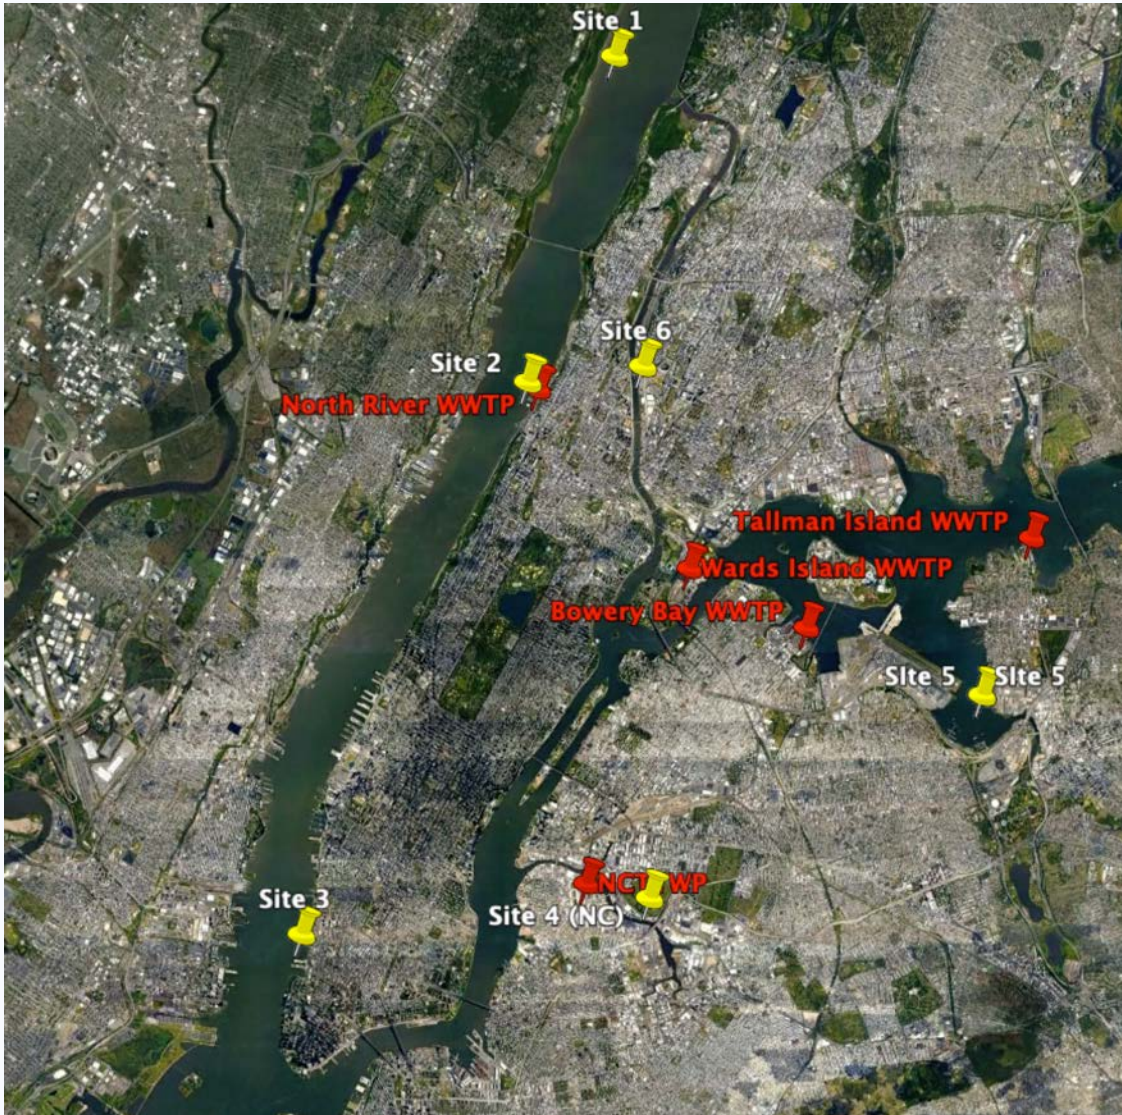 Site 1
Site 6
Site 2
North River WWTP
Tallman Island WWTP
Wards Island WWTP
Bowery Bay WWTP
SIte 5 SIte 5
Site 3
Site 4 (NC)